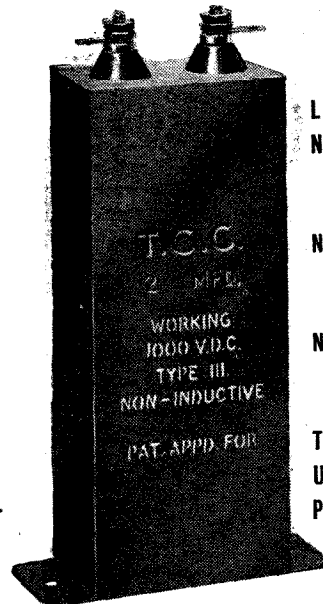 T.C.C.
2 MFD.
WORKING
1000 V.D.C.
TYPE III.
NON-INDUCTIVE
PAT. APPD. FOR
L
N
N
N
T
U
P